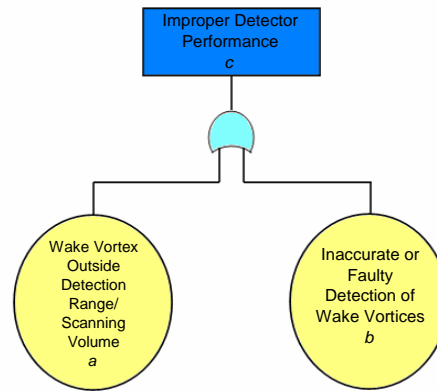 Improper Detector
Performance
c
Wake Vortex
Outside
Detection
Range/
Scanning
Volume
a
Inaccurate or
Faulty
Detection of
Wake Vortices
b